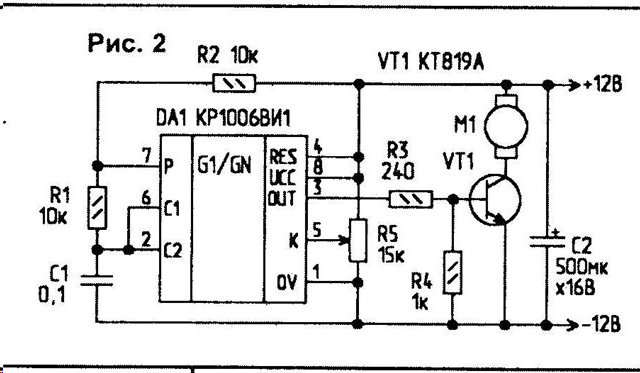 Рис. 2
R2 10к
VT1 КТ819А
+12В
DA1 КР1006ВИ1
M1
7
P
G1/GN
RES
4
UCC
8
OUT
3
R3
240
VT1
R1
10к
6
C1
2
C2
K
5
R5
15к
C1
0,1
0V
1
R4
1к
+
C2
500мк
x16В
-12В